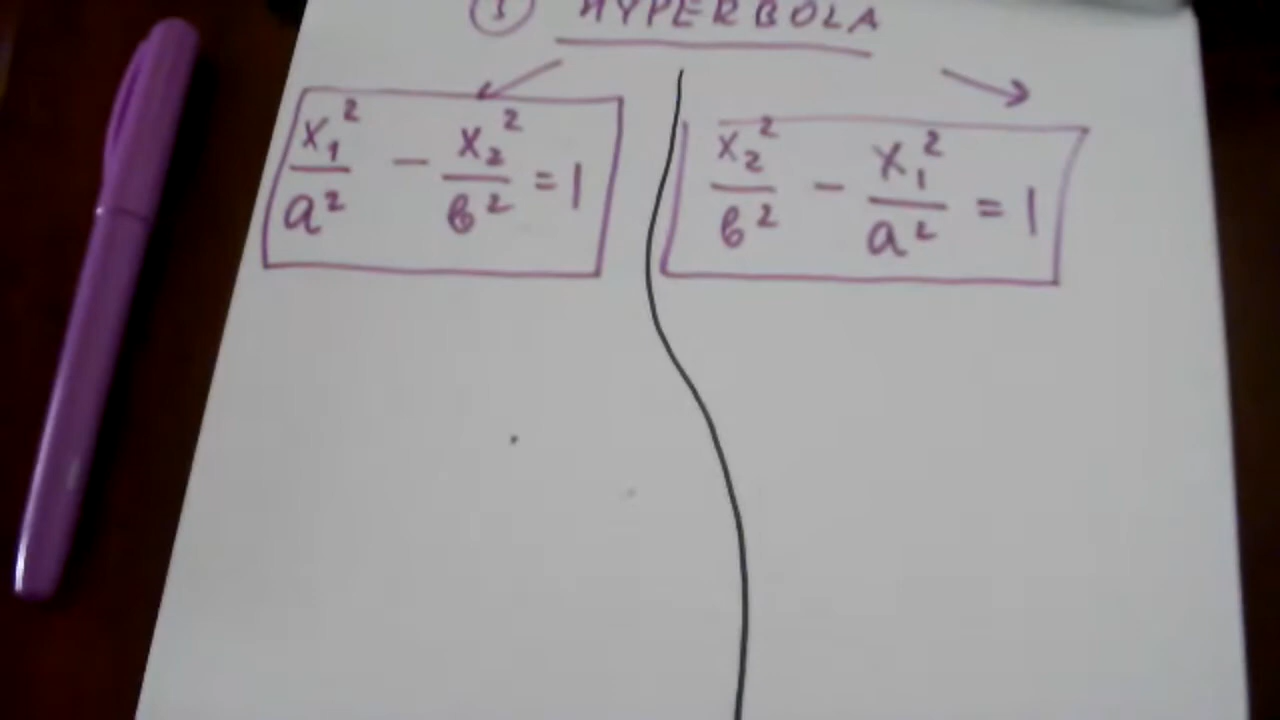 HYPERBOLA
x₁²/a² - x₂²/b² = 1
x₂²/b² - x₁²/a² = 1